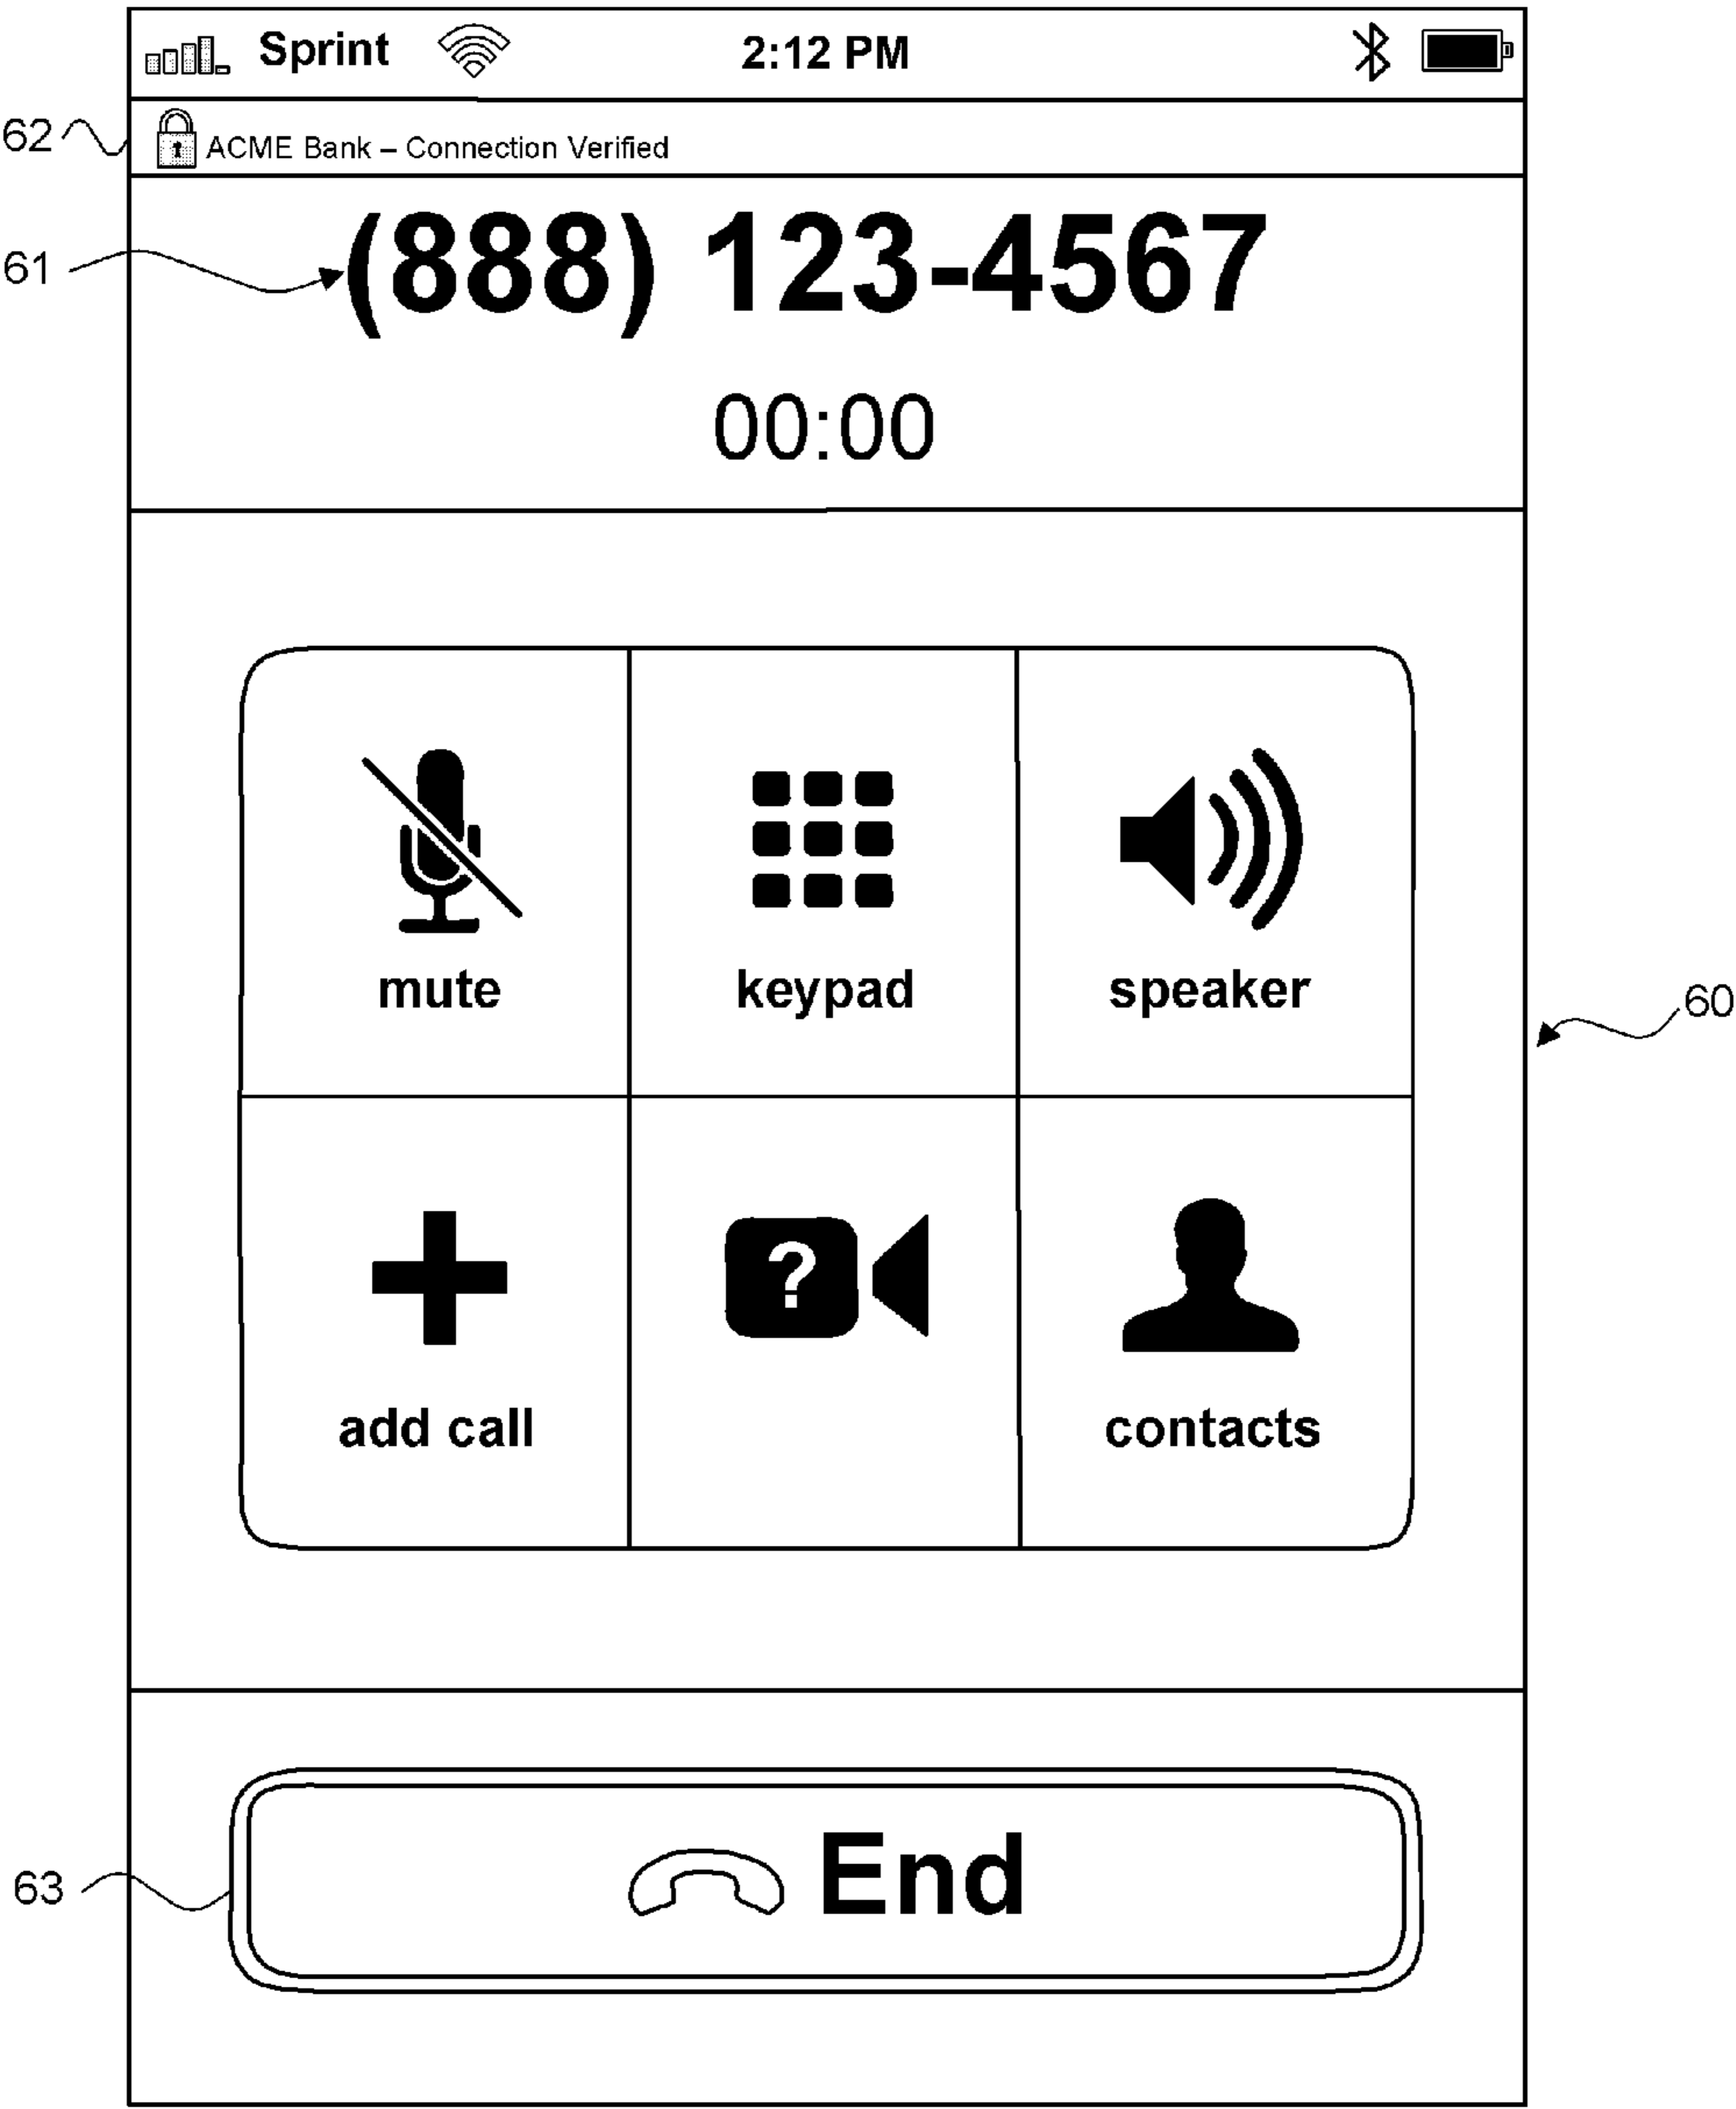 Sprint 2:12 PM
62 ACME Bank – Connection Verified
61 (888) 123-4567
00:00
mute keypad speaker
60
? 
add call contacts
63 End